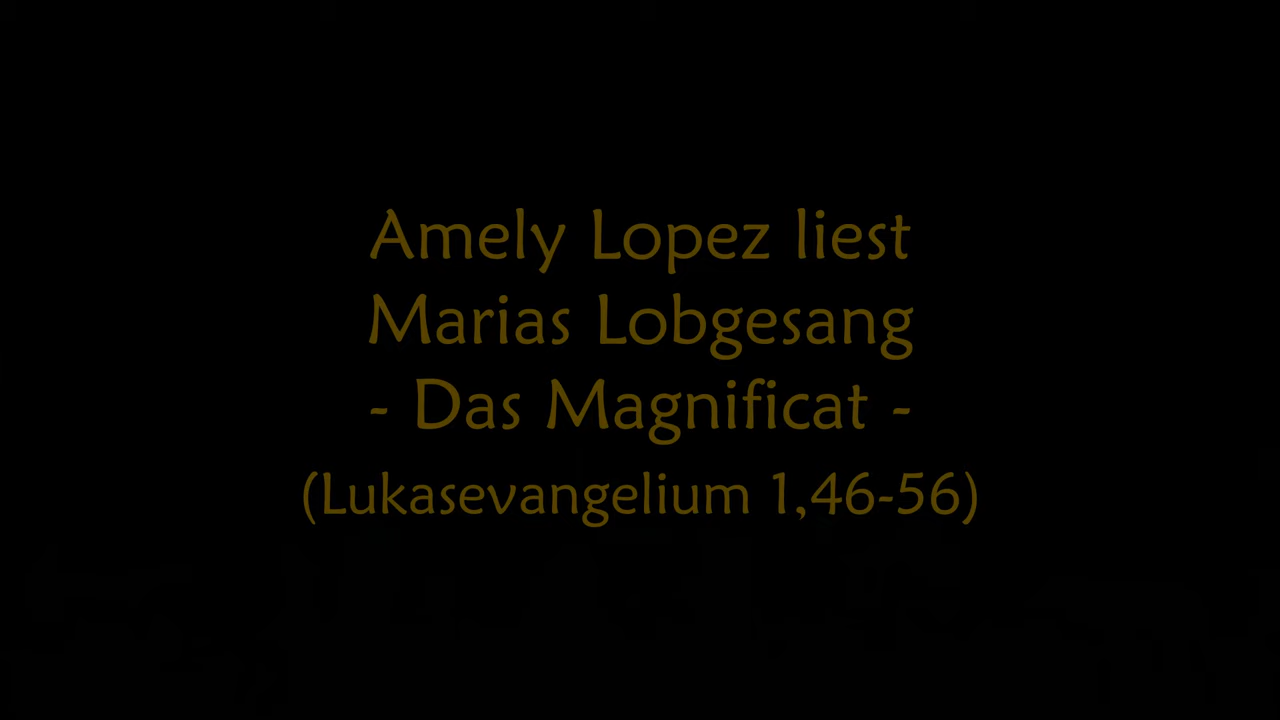 Amely Lopez liest
Marias Lobgesang
- Das Magnificat -
(Lukasevangelium 1,46-56)